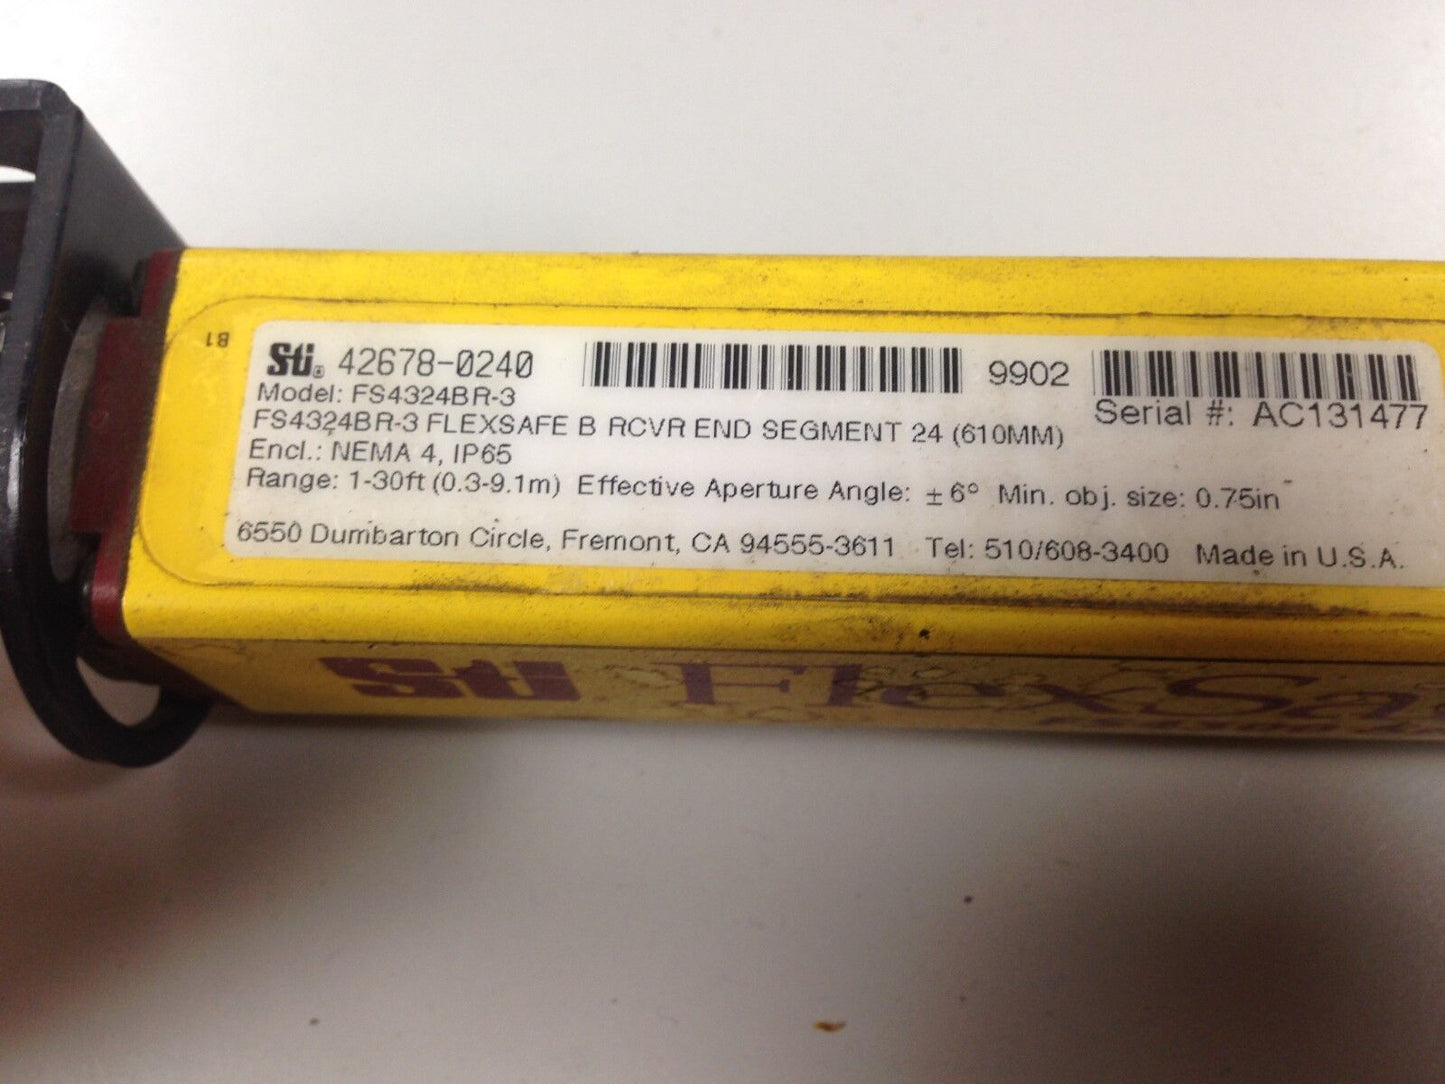 B1
Sti® 42678-0240 9902
Model: FS4324BR-3 Serial #: AC131477
FS4324BR-3 FLEXSAFE B RCVR END SEGMENT 24 (610MM)
Encl.: NEMA 4, IP65
Range: 1-30ft (0.3-9.1m) Effective Aperture Angle: ± 6° Min. obj. size: 0.75in
6550 Dumbarton Circle, Fremont, CA 94555-3611 Tel: 510/608-3400 Made in U.S.A.
Sti FlexSa